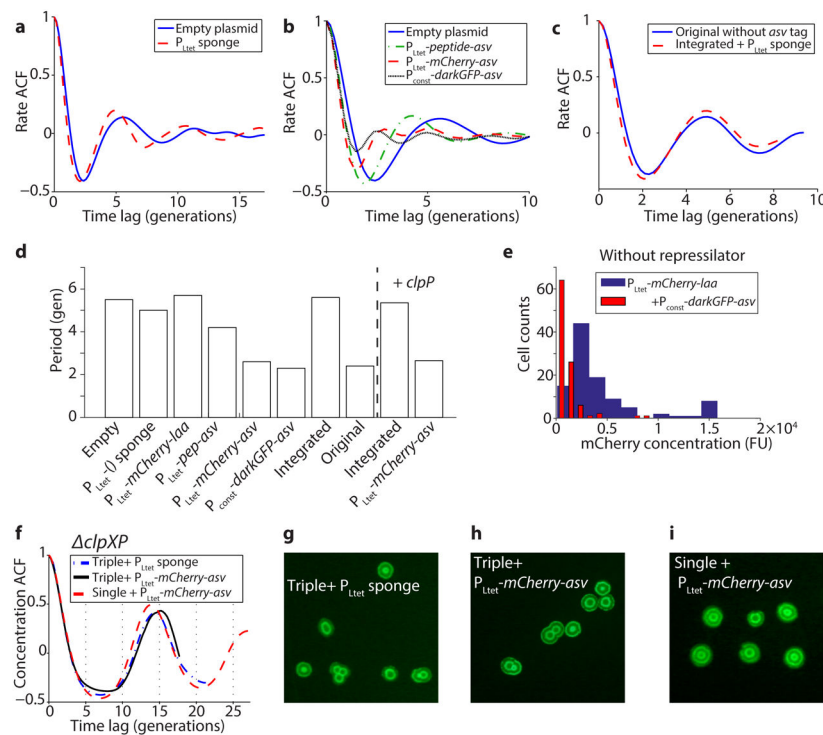 a
Empty plasmid
PLtet sponge
Rate ACF
1
0.5
0
−0.5
0 5 10 15
Time lag (generations)
b
Empty plasmid
PLtet-peptide-asv
PLtet-mCherry-asv
Pconst-darkGFP-asv
Rate ACF
1
0.5
0
−0.5
0 5 10
Time lag (generations)
c
Original without asv tag
Integrated + PLtet sponge
Rate ACF
1
0.5
0
−0.5
0 2 4 6 8
Time lag (generations)
d
+ clpP
Period (gen)
6
4
2
0
Empty
PLtet-() sponge
PLtet-mCherry-laa
PLtet-pep-asv
PLtet-mCherry-asv
Pconst-darkGFP-asv
Integrated
Original
Integrated
PLtet-mCherry-asv
e
Without repressilator
PLtet-mCherry-laa
+Pconst-darkGFP-asv
Cell counts
60
40
20
0
0 0.5 1 1.5 2×10⁴
mCherry concentration (FU)
f
ΔclpXP
Triple+ PLtet sponge
Triple+ PLtet-mCherry-asv
Single + PLtet-mCherry-asv
Concentration ACF
1
0.5
0
−0.5
0 5 10 15 20 25
Time lag (generations)
g
Triple+ PLtet sponge
h
Triple+
PLtet-mCherry-asv
i
Single +
PLtet-mCherry-asv